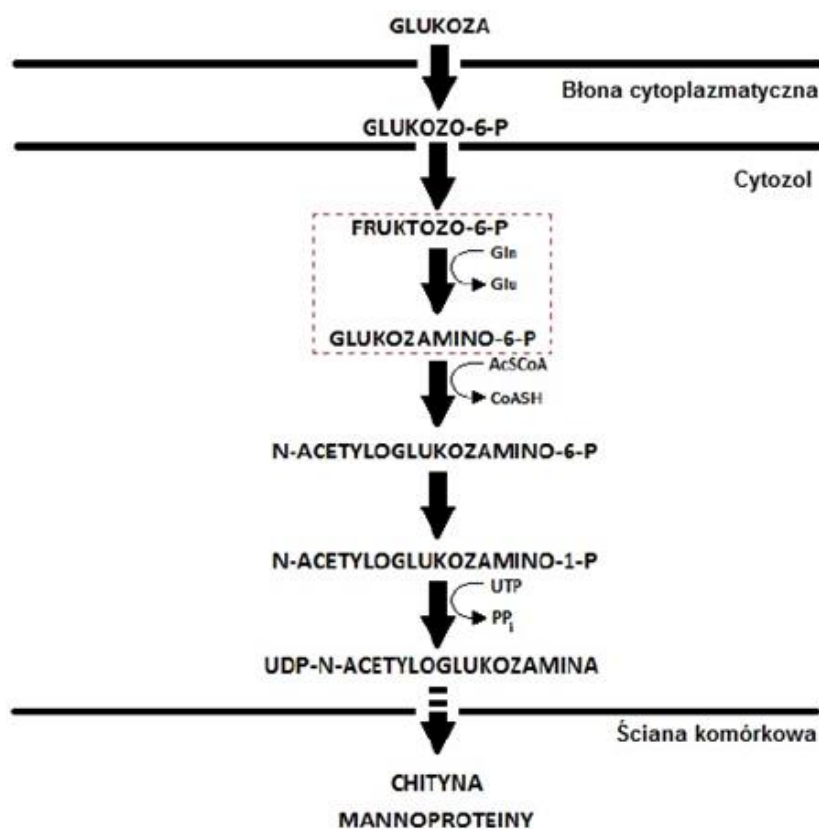 GLUKOZA
Błona cytoplazmatyczna
GLUKOZO-6-P
Cytozol
FRUKTOZO-6-P
Gln
Glu
GLUKOZAMINO-6-P
AcSCoA
CoASH
N-ACETYLOGLUKOZAMINO-6-P
N-ACETYLOGLUKOZAMINO-1-P
UTP
PPi
UDP-N-ACETYLOGLUKOZAMINA
Ściana komórkowa
CHITYNA
MANNOPROTEINY